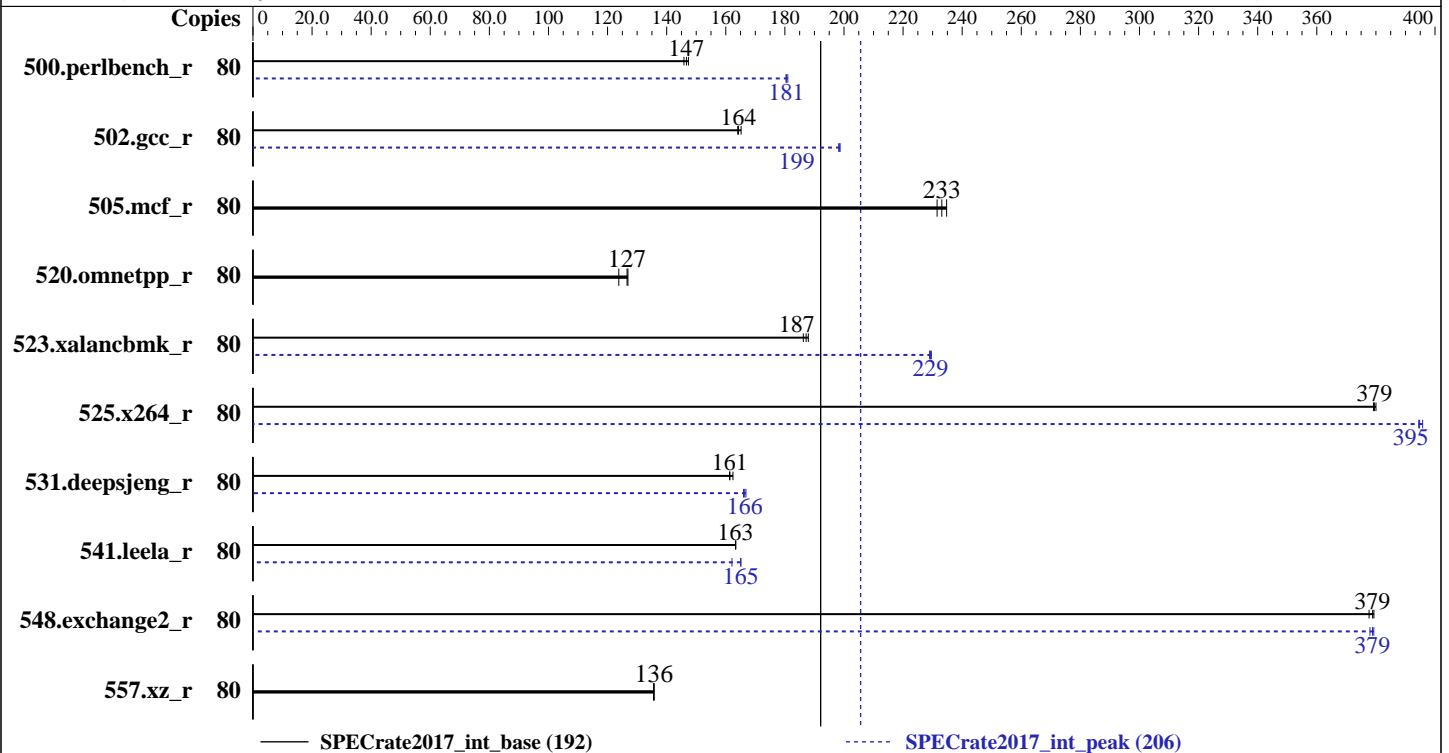 Copies 0 20.0 40.0 60.0 80.0 100 120 140 160 180 200 220 240 260 280 300 320 340 360 400
147
500.perlbench_r 80
181
164
502.gcc_r 80
199
233
505.mcf_r 80
127
520.omnetpp_r 80
187
523.xalancbmk_r 80
229
379
525.x264_r 80
395
161
531.deepsjeng_r 80
166
163
541.leela_r 80
165
379
548.exchange2_r 80
379
136
557.xz_r 80
SPECrate2017_int_base (192) SPECrate2017_int_peak (206)